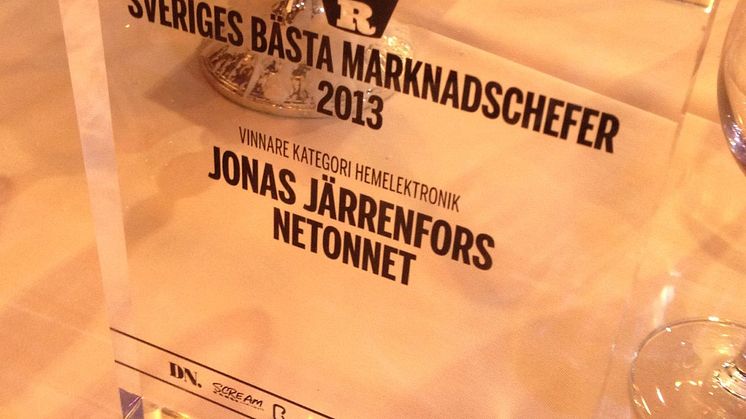 R
SVERIGES BÄSTA MARKNADSCHEFER
2013
VINNARE KATEGORI HEMELEKTRONIK
JONAS JÄRRENFORS
NETONNET
DN. SCREAM R